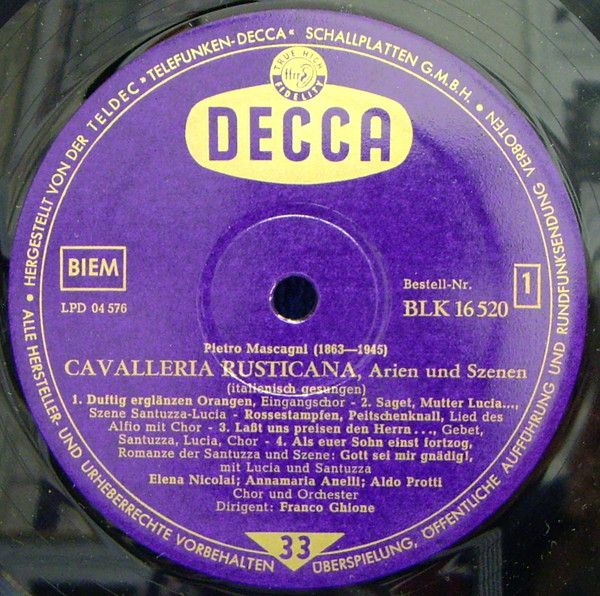 HERGESTELLT VON DER TELDEC »TELEFUNKEN-DECCA« SCHALLPLATTEN G.M.B.H. •
TRUE HIGH
ffrr
FIDELITY
DECCA
BIEM
LPD 04 576
Bestell-Nr.
BLK 16 520
1
Pietro Mascagni (1863—1945)
CAVALLERIA RUSTICANA, Arien und Szenen
(italienisch gesungen)
1. Duftig erglänzen Orangen, Eingangschor - 2. Saget, Mutter Lucia...,
Szene Santuzza-Lucia - Rossestampfen, Peitschenknall, Lied des
Alfio mit Chor - 3. Laßt uns preisen den Herrn..., Gebet,
Santuzza, Lucia, Chor - 4. Als euer Sohn einst fortzog,
Romanze der Santuzza und Szene: Gott sei mir gnädig!,
mit Lucia und Santuzza
Elena Nicolai; Annamaria Anelli; Aldo Protti
Chor und Orchester
Dirigent: Franco Ghione
33
• ALLE HERSTELLER- UND URHEBERRECHTE VORBEHALTEN
ÜBERSPIELUNG, ÖFFENTLICHE AUFFÜHRUNG UND RUNDFUNKSENDUNG VERBOTEN •